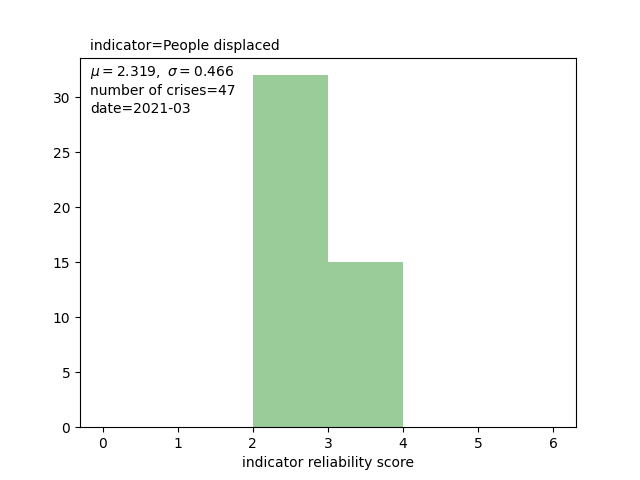 indicator=People displaced
μ = 2.319, σ = 0.466
number of crises=47
date=2021-03
30
25
20
15
10
5
0
0 1 2 3 4 5 6
indicator reliability score